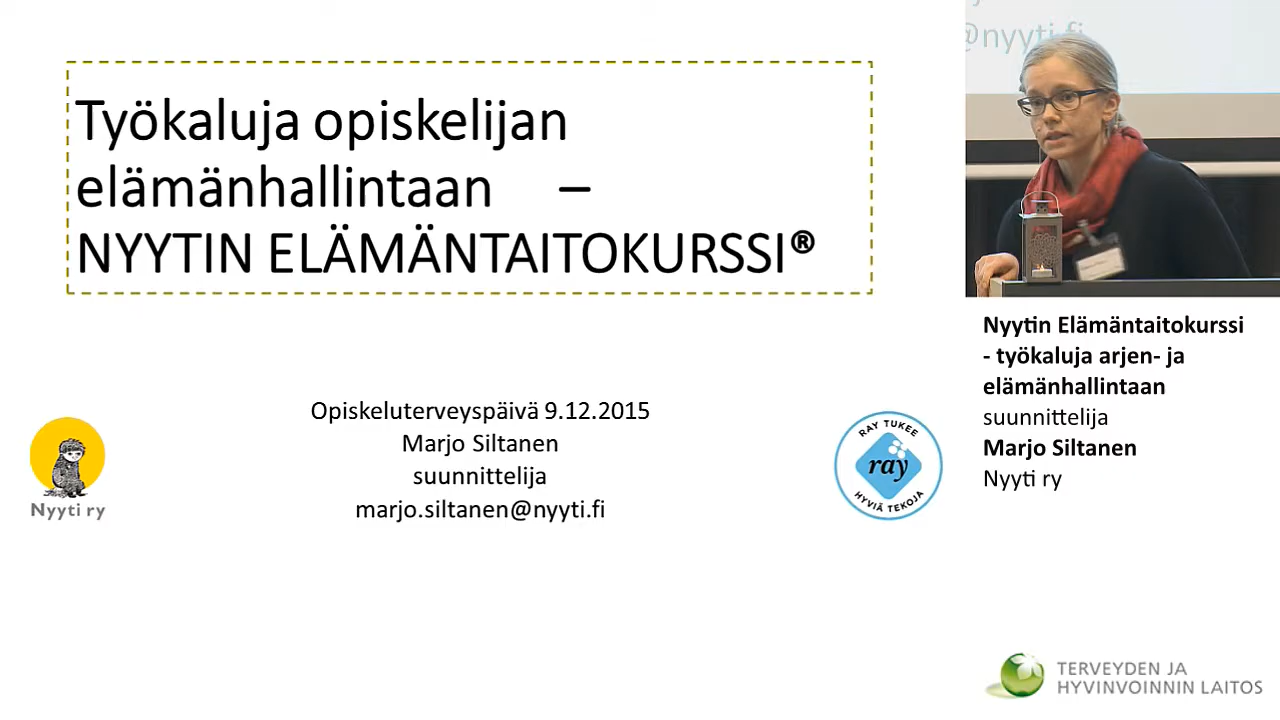 Työkaluja opiskelijan
elämänhallintaan –
NYYTIN ELÄMÄNTAITOKURSSI®
Opiskeluterveyspäivä 9.12.2015
Marjo Siltanen
suunnittelija
marjo.siltanen@nyyti.fi
Nyyti ry
RAY TUKEE
ray
HYVIÄ TEKOJA
@nyyti.fi
Nyytin Elämäntaitokurssi
- työkaluja arjen- ja
elämänhallintaan
suunnittelija
Marjo Siltanen
Nyyti ry
TERVEYDEN JA
HYVINVOINNIN LAITOS